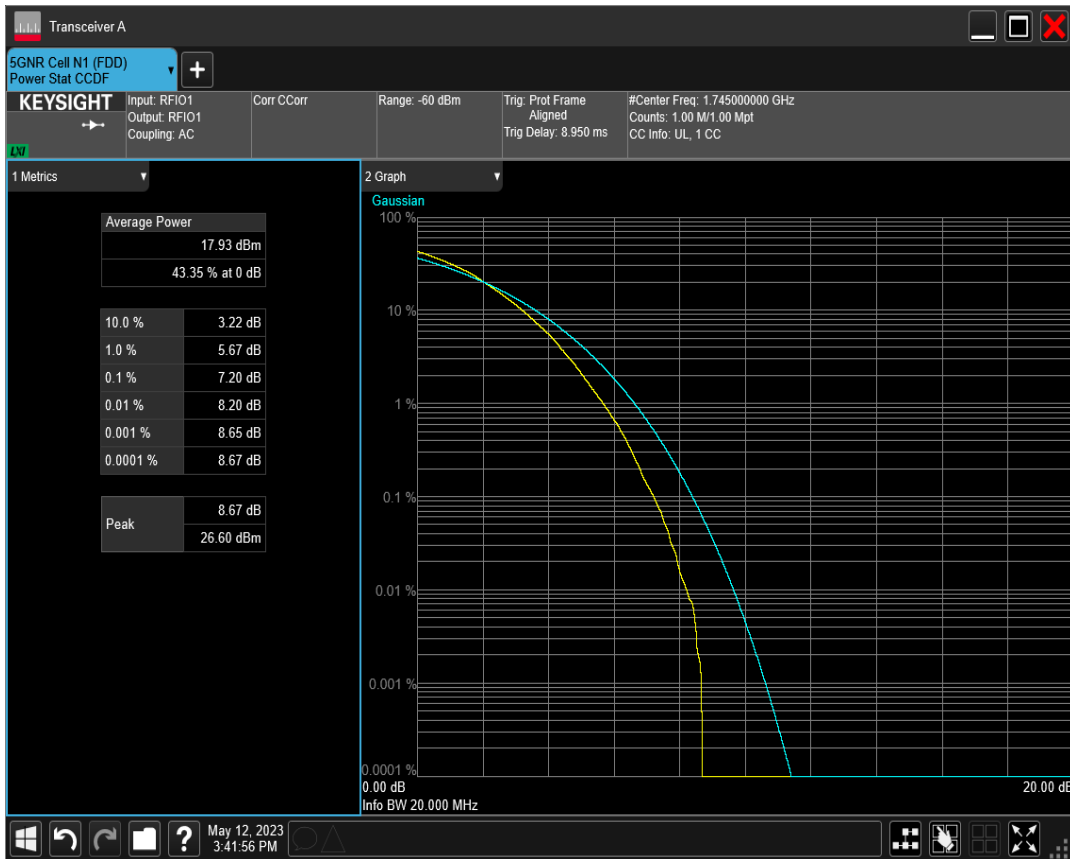 Transceiver A
5GNR Cell N1 (FDD)
Power Stat CCDF
+
KEYSIGHT
LXI
Input: RFIO1
Output: RFIO1
Coupling: AC
Corr CCorr
Range: -60 dBm
Trig: Prot Frame
Aligned
Trig Delay: 8.950 ms
#Center Freq: 1.745000000 GHz
Counts: 1.00 M/1.00 Mpt
CC Info: UL, 1 CC
1 Metrics
Average Power
17.93 dBm
43.35 % at 0 dB
10.0 % 3.22 dB
1.0 % 5.67 dB
0.1 % 7.20 dB
0.01 % 8.20 dB
0.001 % 8.65 dB
0.0001 % 8.67 dB
Peak
8.67 dB
26.60 dBm
2 Graph
Gaussian
100 %
10 %
1 %
0.1 %
0.01 %
0.001 %
0.0001 %
0.00 dB 20.00 dB
Info BW 20.000 MHz
?
May 12, 2023
3:41:56 PM